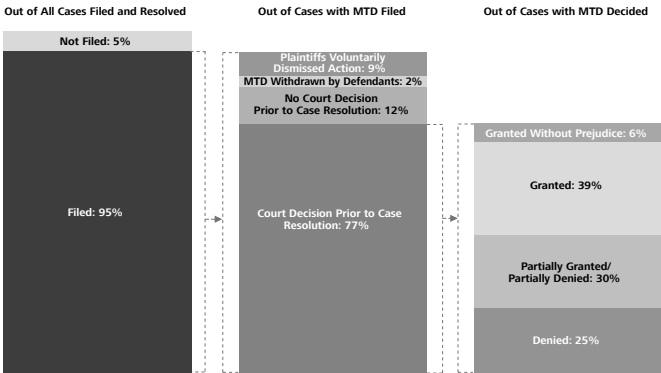 Out of All Cases Filed and Resolved
Not Filed: 5%
Filed: 95%
Out of Cases with MTD Filed
Plaintiffs Voluntarily
Dismissed Action: 9%
MTD Withdrawn by Defendants: 2%
No Court Decision
Prior to Case Resolution: 12%
Court Decision Prior to Case
Resolution: 77%
Out of Cases with MTD Decided
Granted Without Prejudice: 6%
Granted: 39%
Partially Granted/
Partially Denied: 30%
Denied: 25%